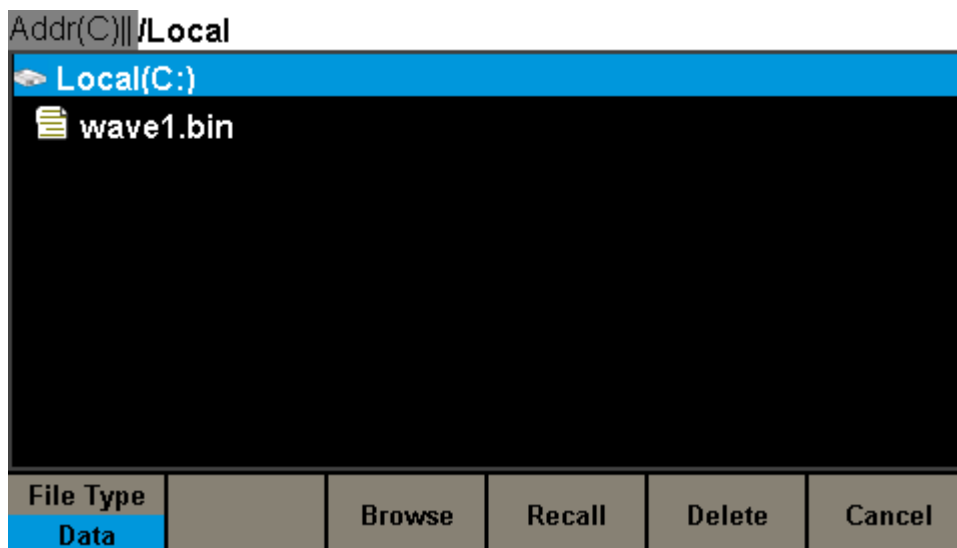 Addr(C)|| /Local
Local(C:)
wave1.bin
File Type
Data
Browse
Recall
Delete
Cancel